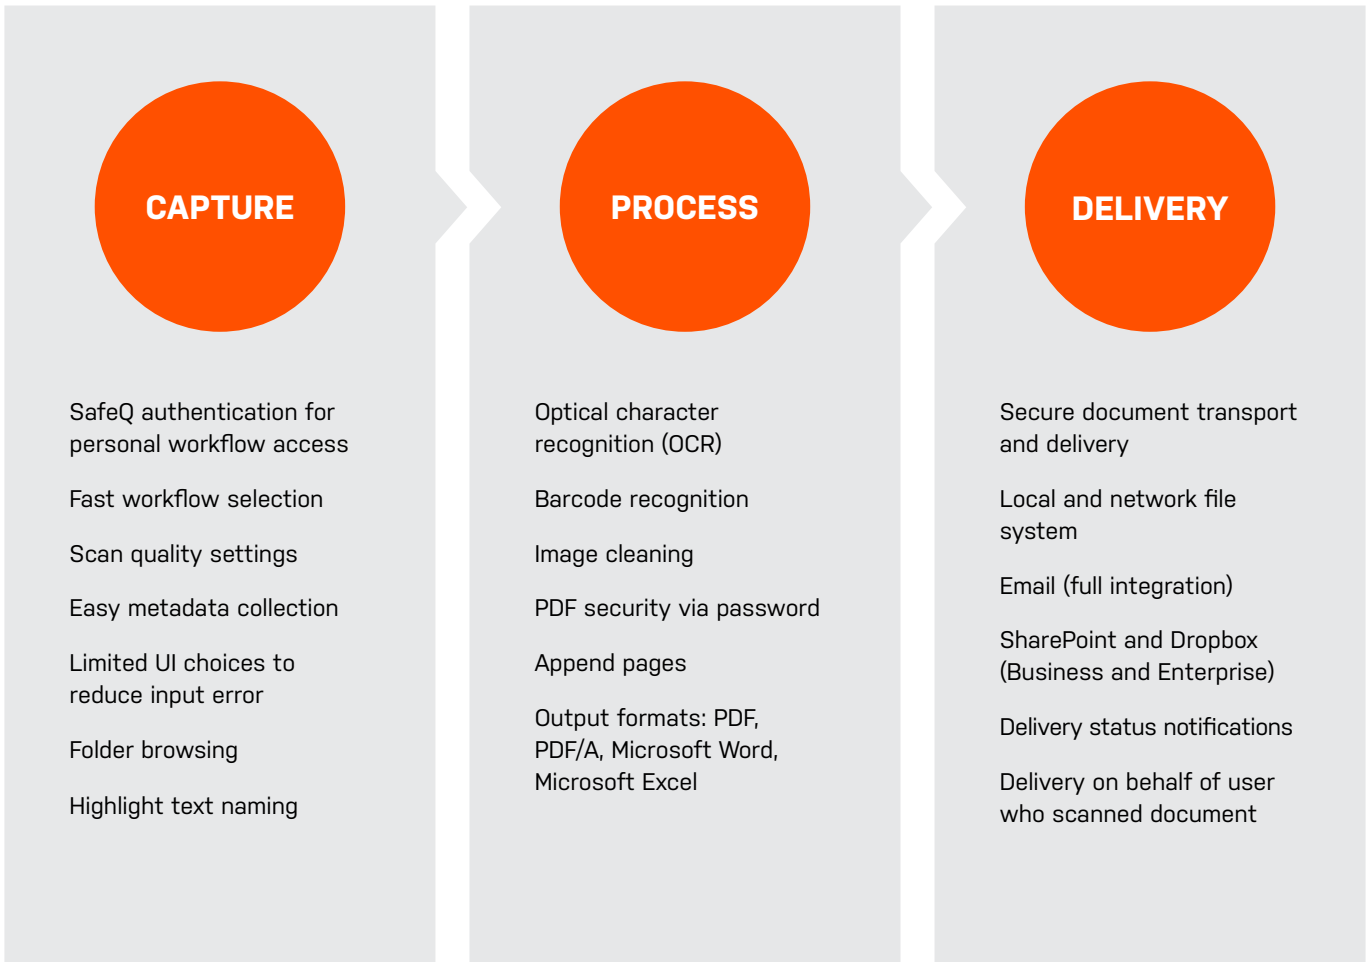 CAPTURE
SafeQ authentication for
personal workflow access
Fast workflow selection
Scan quality settings
Easy metadata collection
Limited UI choices to
reduce input error
Folder browsing
Highlight text naming
PROCESS
Optical character
recognition (OCR)
Barcode recognition
Image cleaning
PDF security via password
Append pages
Output formats: PDF,
PDF/A, Microsoft Word,
Microsoft Excel
DELIVERY
Secure document transport
and delivery
Local and network file
system
Email (full integration)
SharePoint and Dropbox
(Business and Enterprise)
Delivery status notifications
Delivery on behalf of user
who scanned document